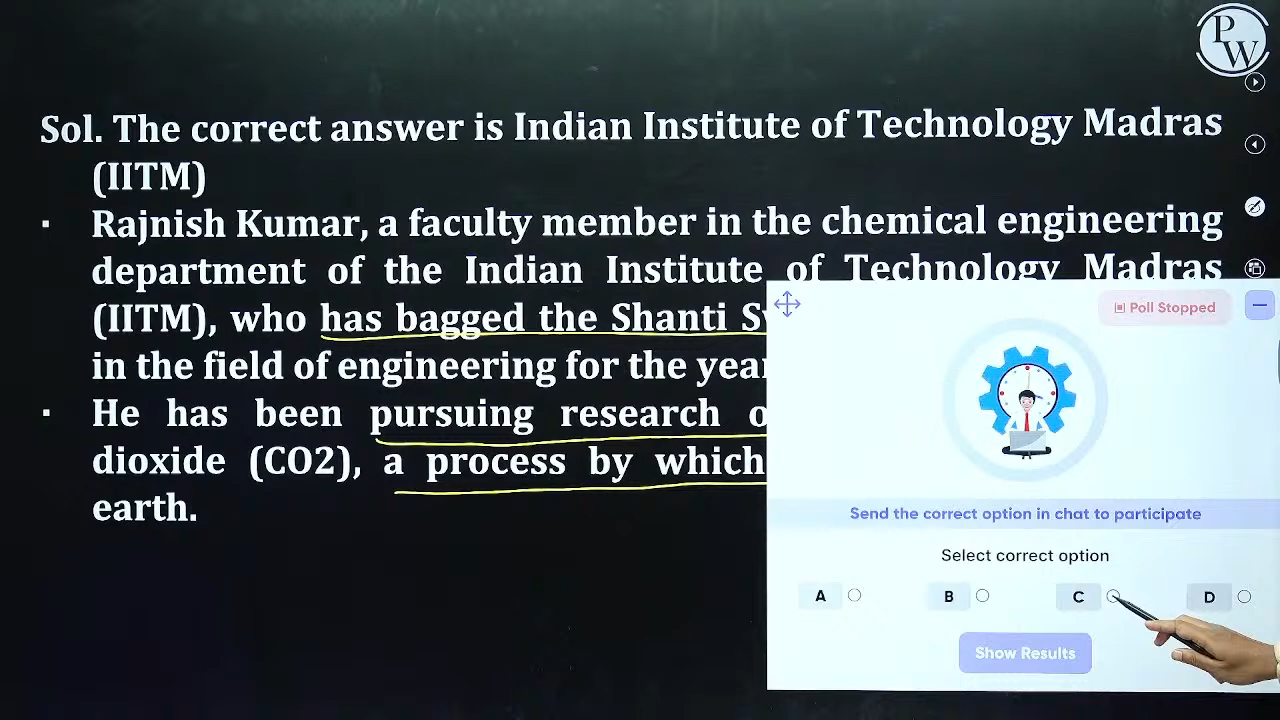 PW
Sol. The correct answer is Indian Institute of Technology Madras
(IITM)
· Rajnish Kumar, a faculty member in the chemical engineering
department of the Indian Institute of Technology Madras
(IITM), who has bagged the Shanti
in the field of engineering for the year
· He has been pursuing research
dioxide (CO2), a process by which
earth.
Poll Stopped
Send the correct option in chat to participate
Select correct option
A B C D
Show Results